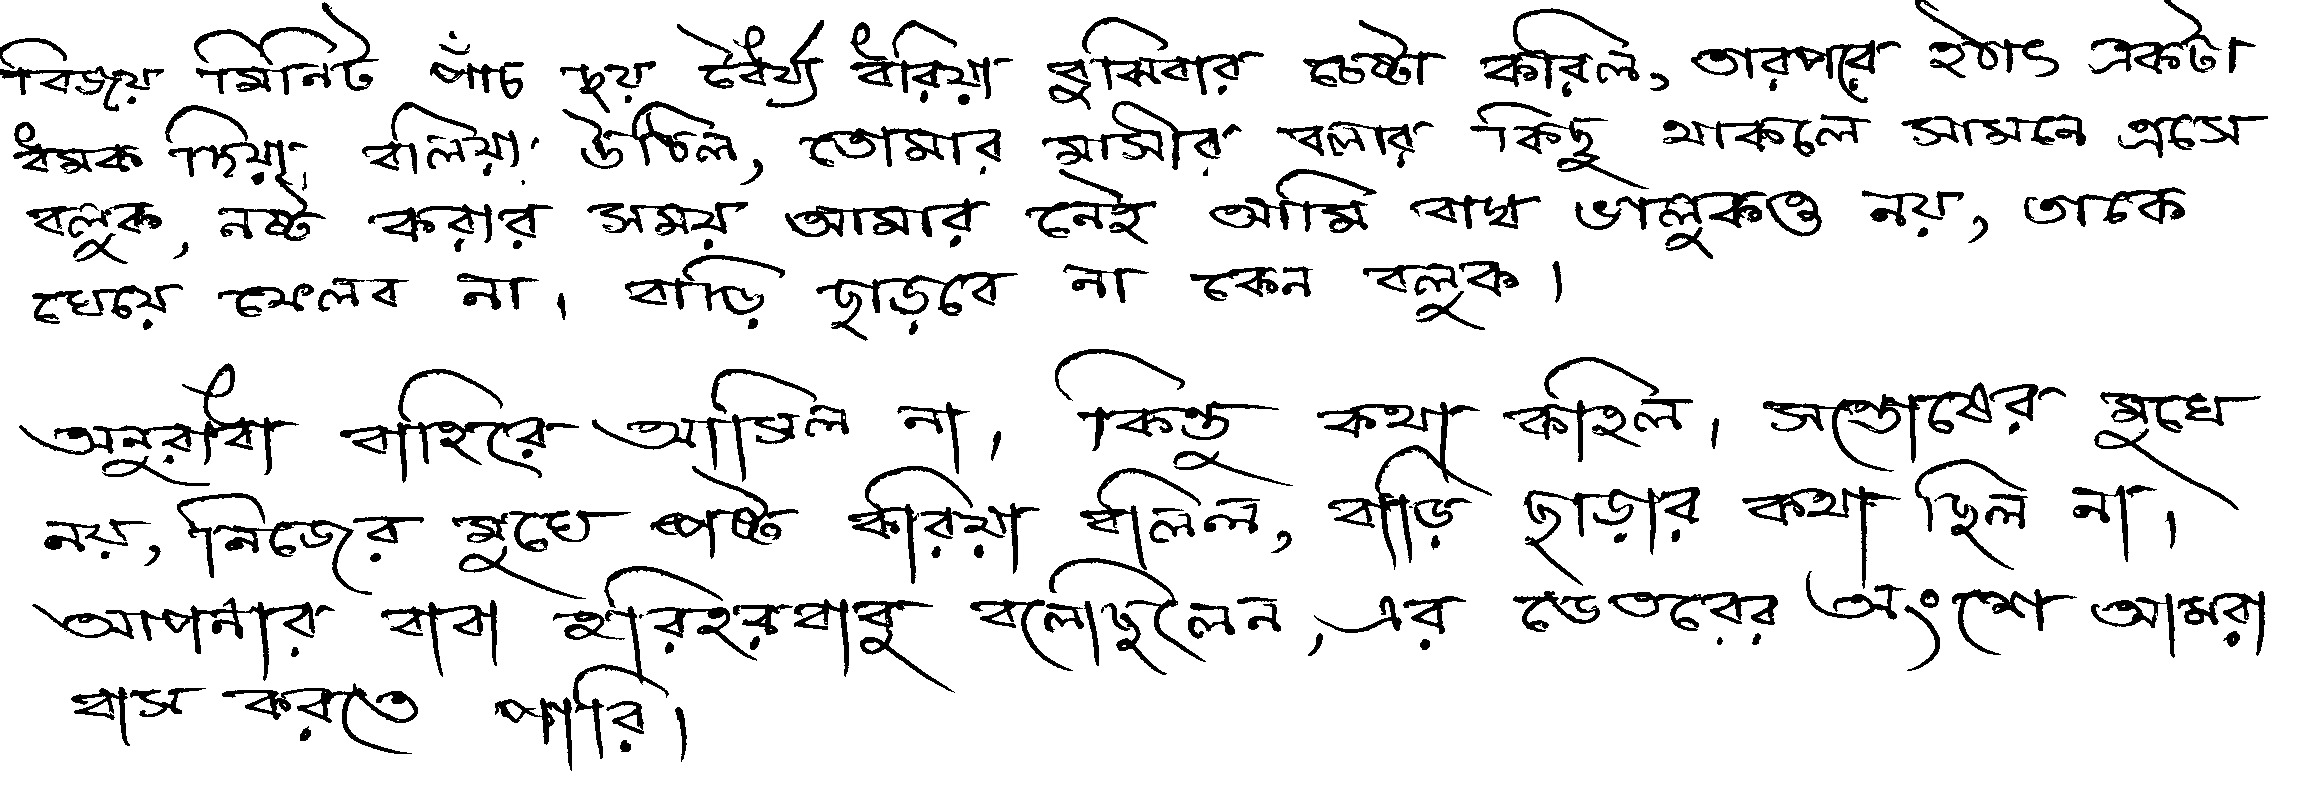 বিজয় মিনিট পাঁচ ছয় ধৈর্য্য ধরিয়া বুঝিবার চেষ্টা করিল, তারপরে হঠাৎ একটা
ধমক দিয়া বলিয়া উঠিল, তোমার মাসীর বলার কিছু থাকলে সামনে এসে
বলুক, নষ্ট করার সময় আমার নেই আমি বাঘ ভালুকও নয়, তাকে
খেয়ে ফেলব না। বাড়ি ছাড়বে না কেন বলুক।
অনুরাধা বাহিরে আসিল না, কিন্তু কথা কহিল। সন্তোষের মুখে
নয়, নিজের মুখে স্পষ্ট করিয়া বলিল, বাড়ি ছাড়ার কথা ছিল না।
আপনার বাবা হরিহরবাবু বলেছিলেন, এর ভেতরের অংশে আমরা
বাস করতে পারি।